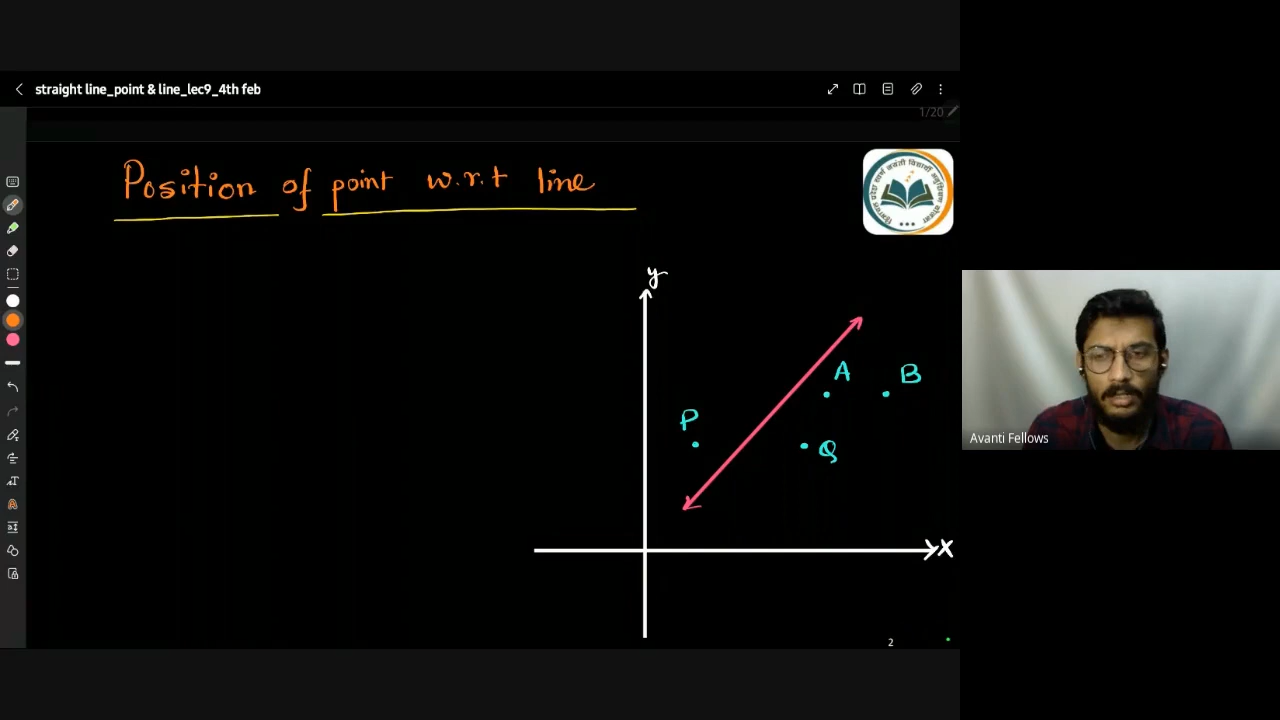 straight line_point & line_lec9_4th feb
1/20
Position of point w.r.t line
y
A
B
P
Q
X
Avanti Fellows
2